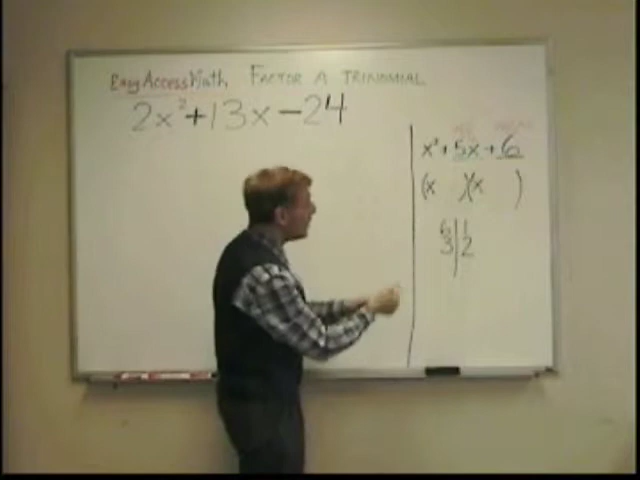 EasyAccessMath FACTOR A TRINOMIAL
2x²+13x-24
x²+5x+6
(x )(x )
6|1
3|2